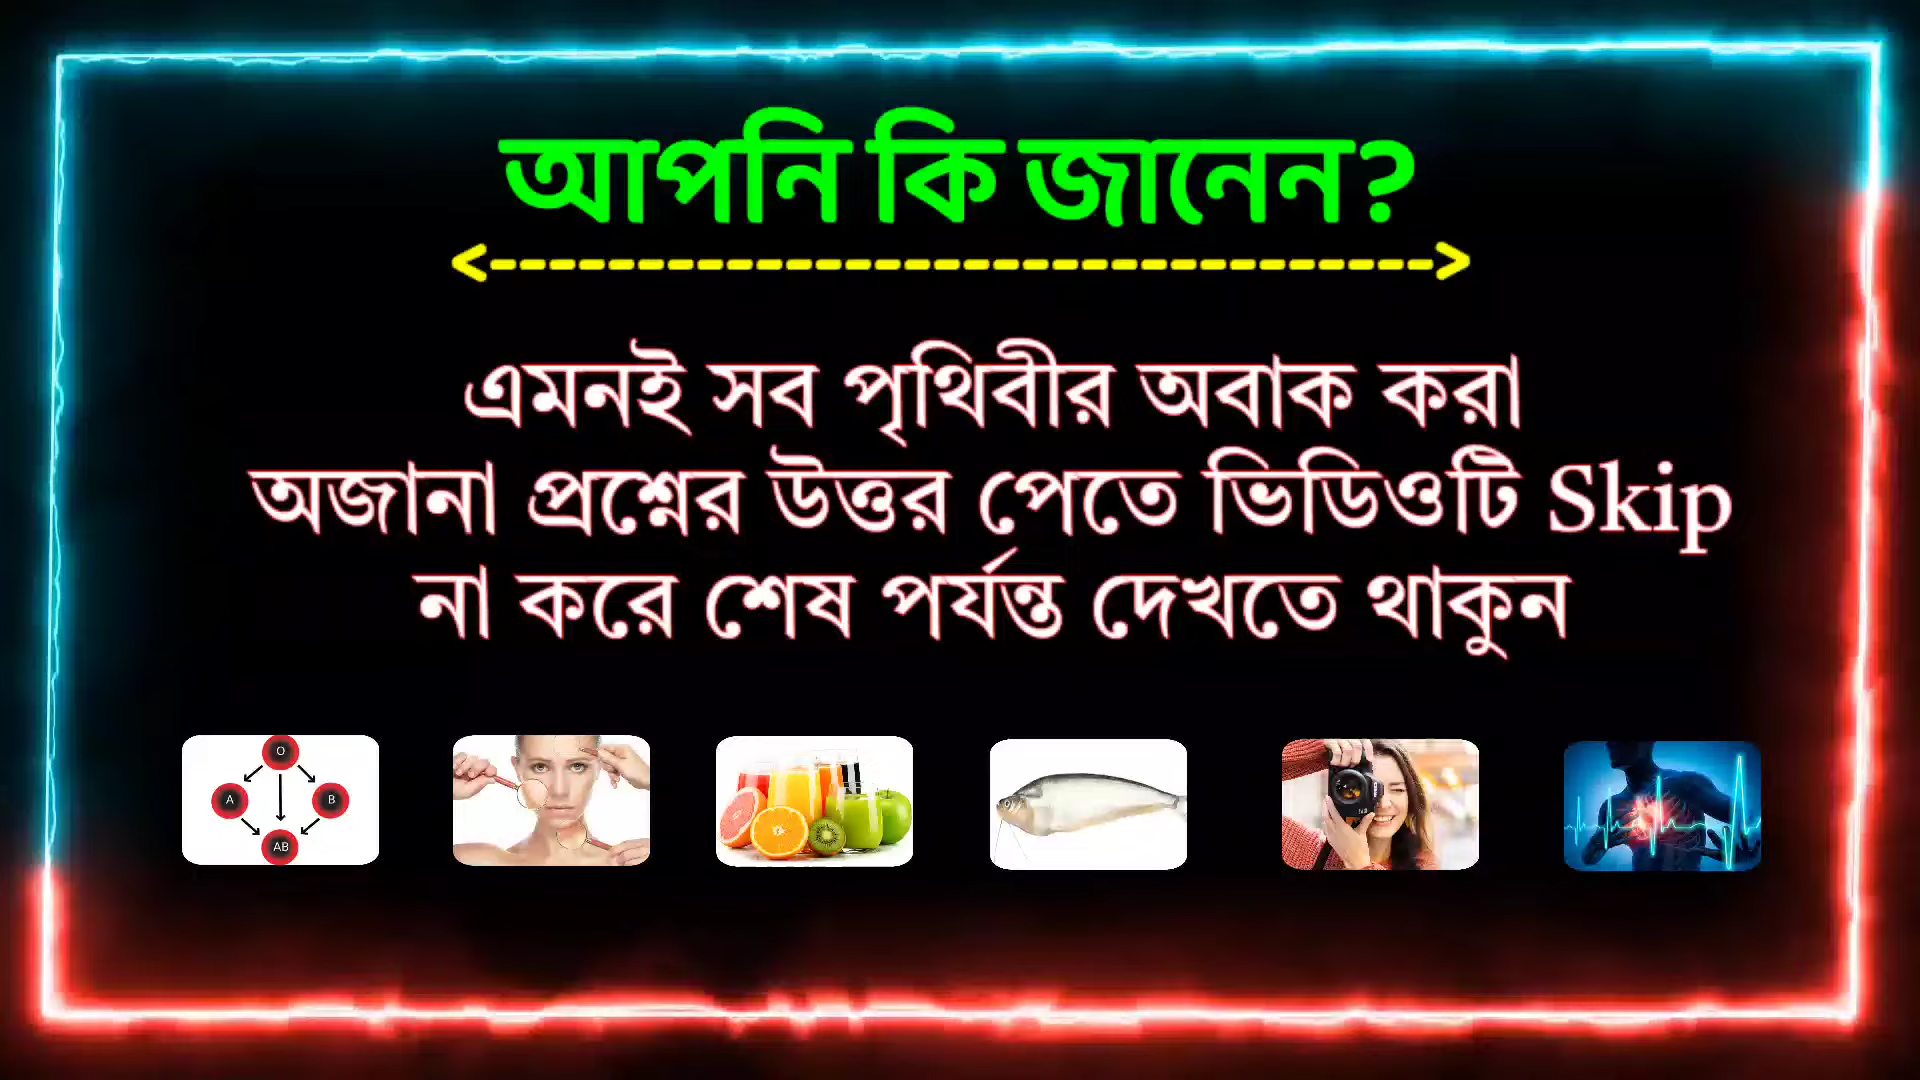 আপনি কি জানেন?
<-------------------------------->
এমনই সব পৃথিবীর অবাক করা
অজানা প্রশ্নের উত্তর পেতে ভিডিওটি Skip
না করে শেষ পর্যন্ত দেখতে থাকুন
O
A B
AB